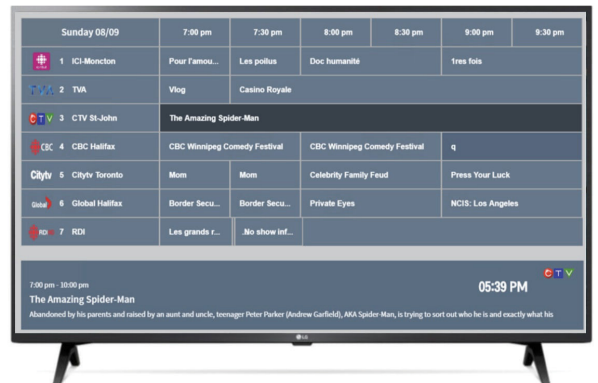 Sunday 08/09 7:00 pm 7:30 pm 8:00 pm 8:30 pm 9:00 pm 9:30 pm
1 ICI-Moncton Pour l'amou... Les poilus Doc humanité 1res fois
TVA 2 TVA Vlog Casino Royale
CTV 3 CTV St-John The Amazing Spider-Man
CBC 4 CBC Halifax CBC Winnipeg Comedy Festival CBC Winnipeg Comedy Festival q
Citytv 5 Citytv Toronto Mom Mom Celebrity Family Feud Press Your Luck
Global 6 Global Halifax Border Secu... Border Secu... Private Eyes NCIS: Los Angeles
RDI 7 RDI Les grands r... .No show inf...
CTV
7:00 pm - 10:00 pm 05:39 PM
The Amazing Spider-Man
Abandoned by his parents and raised by an aunt and uncle, teenager Peter Parker (Andrew Garfield), AKA Spider-Man, is trying to sort out who he is and exactly what his
LG